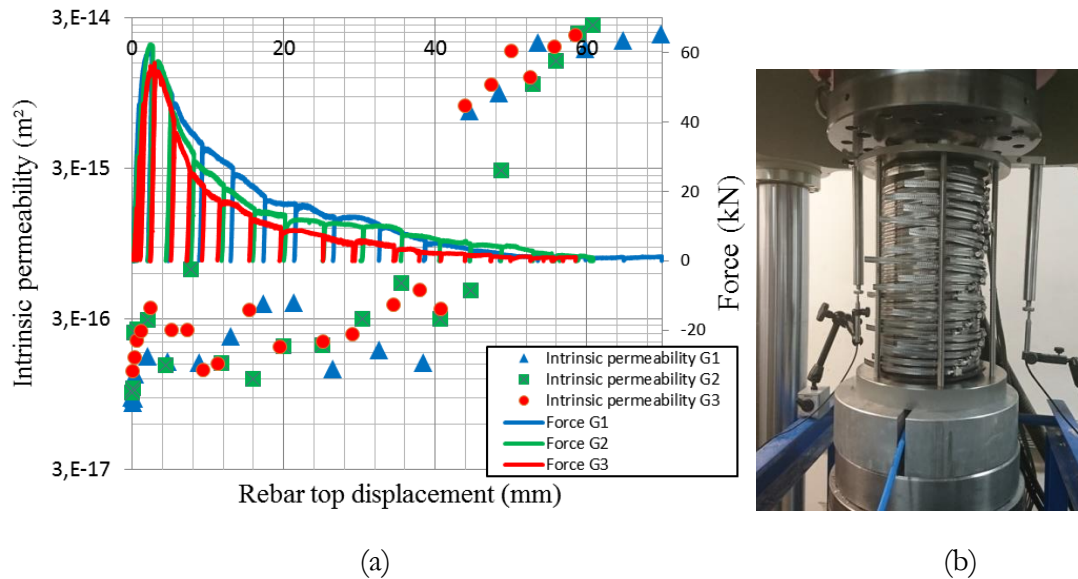 3,E-14
3,E-15
3,E-16
3,E-17
Intrinsic permeability (m²)
0 20 40 60
60
40
20
0
-20
Force (kN)
Intrinsic permeability G1
Intrinsic permeability G2
Intrinsic permeability G3
Force G1
Force G2
Force G3
Rebar top displacement (mm)
(a)
(b)